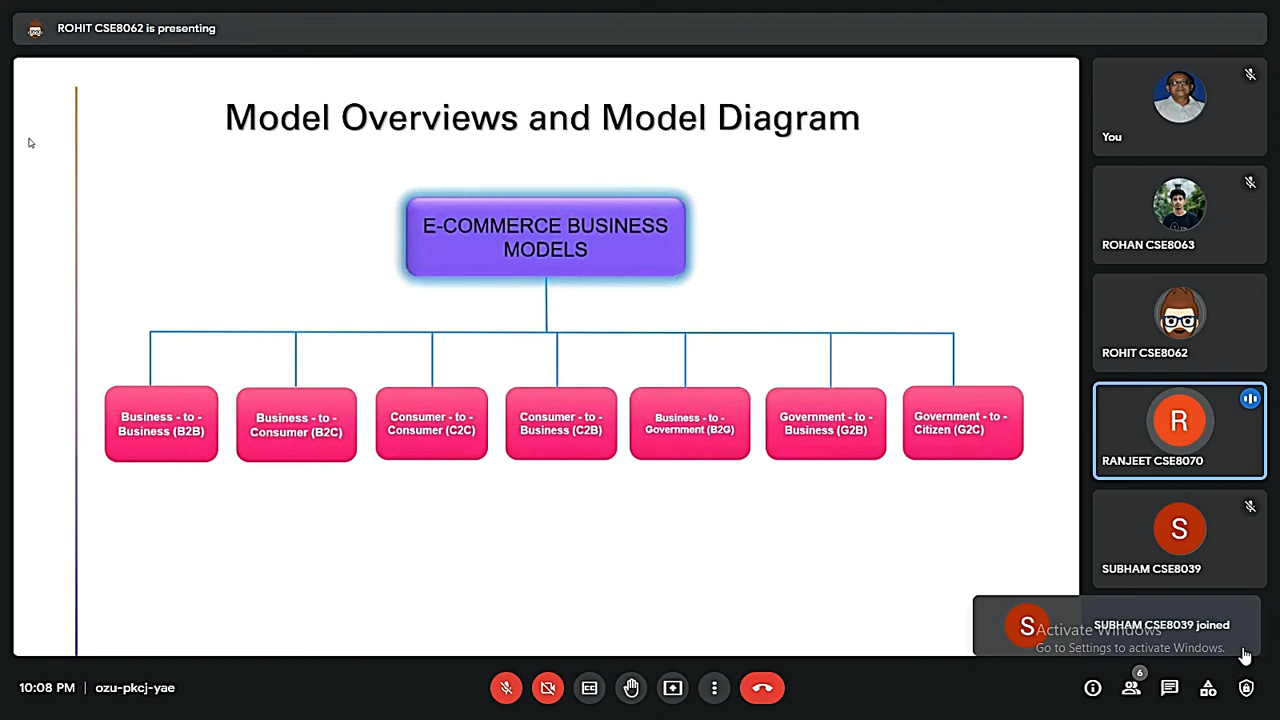 ROHIT CSE8062 is presenting
Model Overviews and Model Diagram
E-COMMERCE BUSINESS
MODELS
Business - to -
Business (B2B)
Business - to -
Consumer (B2C)
Consumer - to -
Consumer (C2C)
Consumer - to -
Business (C2B)
Business - to -
Government (B2G)
Government - to -
Business (G2B)
Government - to -
Citizen (G2C)
You
ROHAN CSE8063
ROHIT CSE8062
R
RANJEET CSE8070
S
SUBHAM CSE8039
S
SUBHAM CSE8039 joined
Activate Windows
Go to Settings to activate Windows.
10:08 PM
ozu-pkcj-yae
6